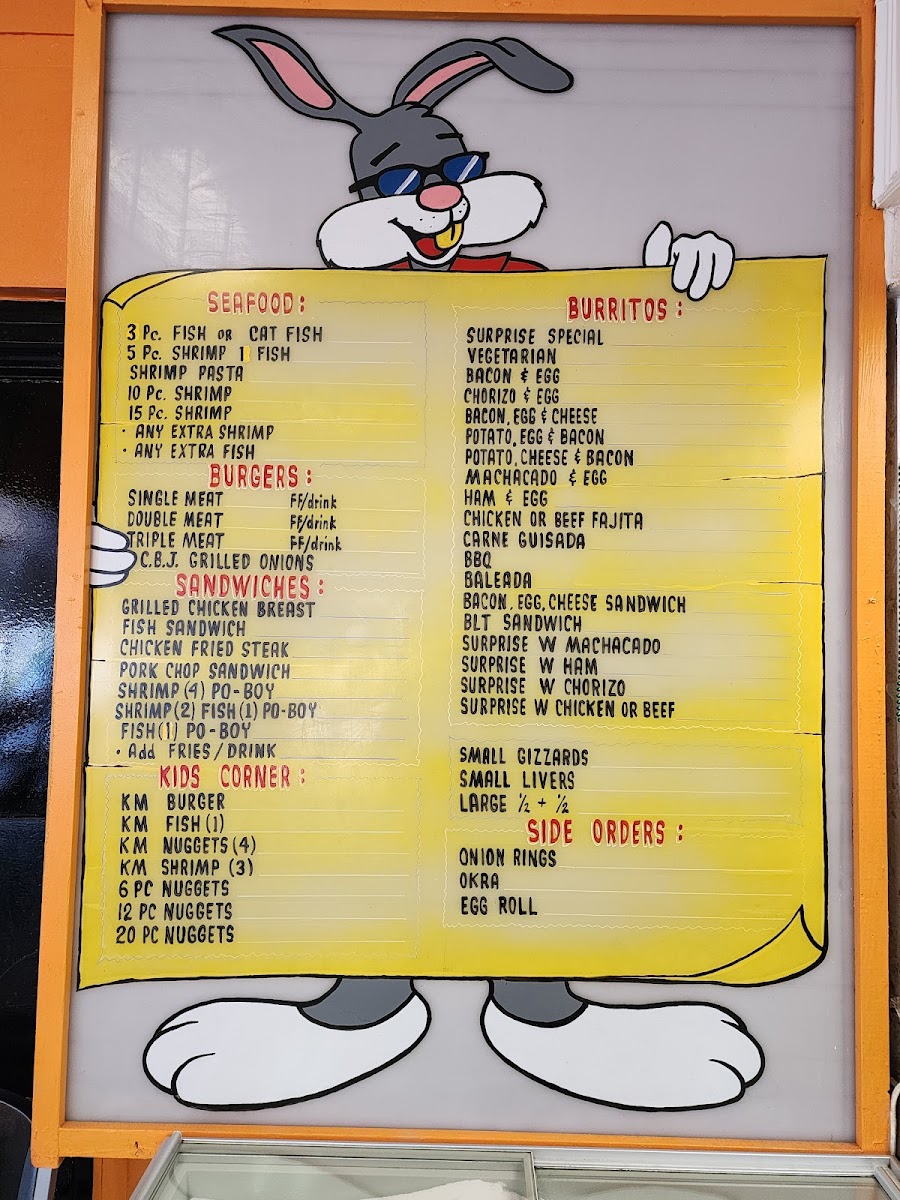 SEAFOOD:
3 Pc. FISH OR CAT FISH
5 Pc. SHRIMP 1 FISH
SHRIMP PASTA
10 Pc. SHRIMP
15 Pc. SHRIMP
· ANY EXTRA SHRIMP
· ANY EXTRA FISH
BURGERS:
SINGLE MEAT FF/drink
DOUBLE MEAT FF/drink
TRIPLE MEAT FF/drink
C.B.J. GRILLED ONIONS
SANDWICHES:
GRILLED CHICKEN BREAST
FISH SANDWICH
CHICKEN FRIED STEAK
PORK CHOP SANDWICH
SHRIMP (4) PO-BOY
SHRIMP (2) FISH (1) PO-BOY
FISH (1) PO-BOY
· Add FRIES / DRINK
KIDS CORNER:
KM BURGER
KM FISH (1)
KM NUGGETS (4)
KM SHRIMP (3)
6 PC NUGGETS
12 PC NUGGETS
20 PC NUGGETS
BURRITOS:
SURPRISE SPECIAL
VEGETARIAN
BACON & EGG
CHORIZO & EGG
BACON, EGG & CHEESE
POTATO, EGG & BACON
POTATO, CHEESE & BACON
MACHACADO & EGG
HAM & EGG
CHICKEN OR BEEF FAJITA
CARNE GUISADA
BBQ
BALEADA
BACON, EGG, CHEESE SANDWICH
BLT SANDWICH
SURPRISE W MACHACADO
SURPRISE W HAM
SURPRISE W CHORIZO
SURPRISE W CHICKEN OR BEEF
SMALL GIZZARDS
SMALL LIVERS
LARGE ½ + ½
SIDE ORDERS:
ONION RINGS
OKRA
EGG ROLL